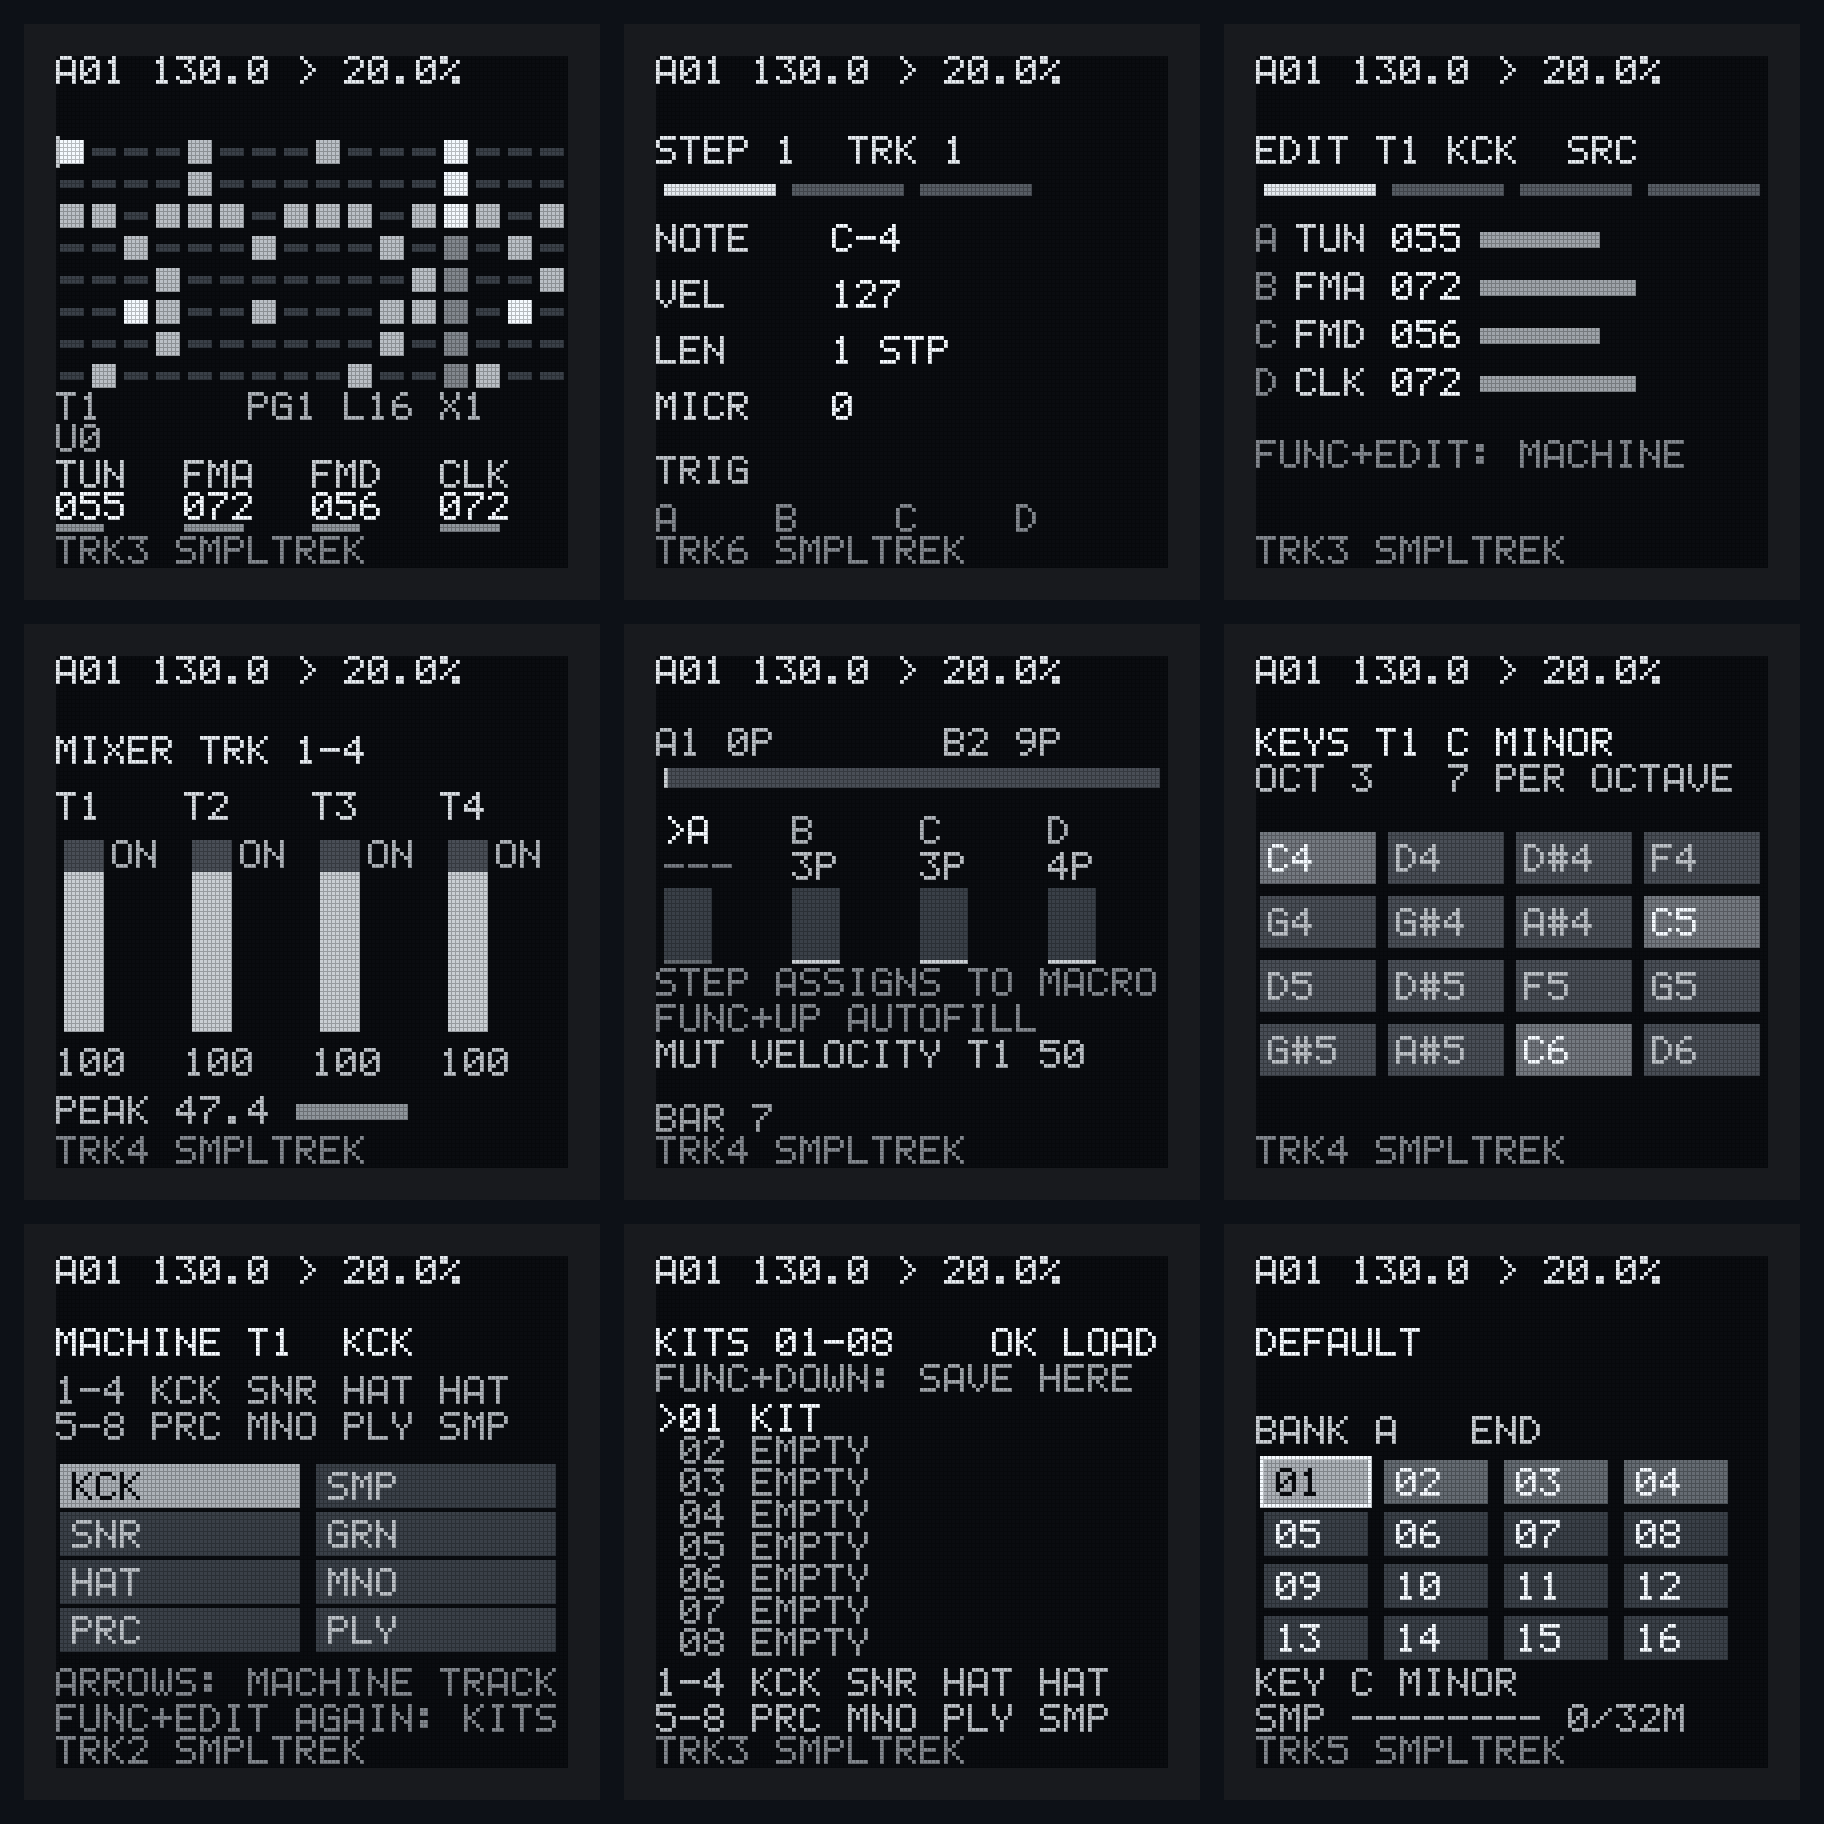 A01 130.0 > 20.0%
T1 PG1 L16 X1
U0
TUN FMA FMD CLK
055 072 056 072
TRK3 SMPLTREK
A01 130.0 > 20.0%
STEP 1 TRK 1
NOTE C-4
VEL 127
LEN 1 STP
MICR 0
TRIG
A B C D
TRK6 SMPLTREK
A01 130.0 > 20.0%
EDIT T1 KCK SRC
A TUN 055
B FMA 072
C FMD 056
D CLK 072
FUNC+EDIT: MACHINE
TRK3 SMPLTREK
A01 130.0 > 20.0%
MIXER TRK 1-4
T1 T2 T3 T4
ON ON ON ON
100 100 100 100
PEAK 47.4
TRK4 SMPLTREK
A01 130.0 > 20.0%
A1 0P B2 9P
>A B C D
--- 3P 3P 4P
STEP ASSIGNS TO MACRO
FUNC+UP AUTOFILL
MUT VELOCITY T1 50
BAR 7
TRK4 SMPLTREK
A01 130.0 > 20.0%
KEYS T1 C MINOR
OCT 3 7 PER OCTAVE
C4 D4 D#4 F4
G4 G#4 A#4 C5
D5 D#5 F5 G5
G#5 A#5 C6 D6
TRK4 SMPLTREK
A01 130.0 > 20.0%
MACHINE T1 KCK
1-4 KCK SNR HAT HAT
5-8 PRC MNO PLY SMP
KCK SMP
SNR GRN
HAT MNO
PRC PLY
ARROWS: MACHINE TRACK
FUNC+EDIT AGAIN: KITS
TRK2 SMPLTREK
A01 130.0 > 20.0%
KITS 01-08 OK LOAD
FUNC+DOWN: SAVE HERE
>01 KIT
02 EMPTY
03 EMPTY
04 EMPTY
05 EMPTY
06 EMPTY
07 EMPTY
08 EMPTY
1-4 KCK SNR HAT HAT
5-8 PRC MNO PLY SMP
TRK3 SMPLTREK
A01 130.0 > 20.0%
DEFAULT
BANK A END
01 02 03 04
05 06 07 08
09 10 11 12
13 14 15 16
KEY C MINOR
SMP -------- 0/32M
TRK5 SMPLTREK